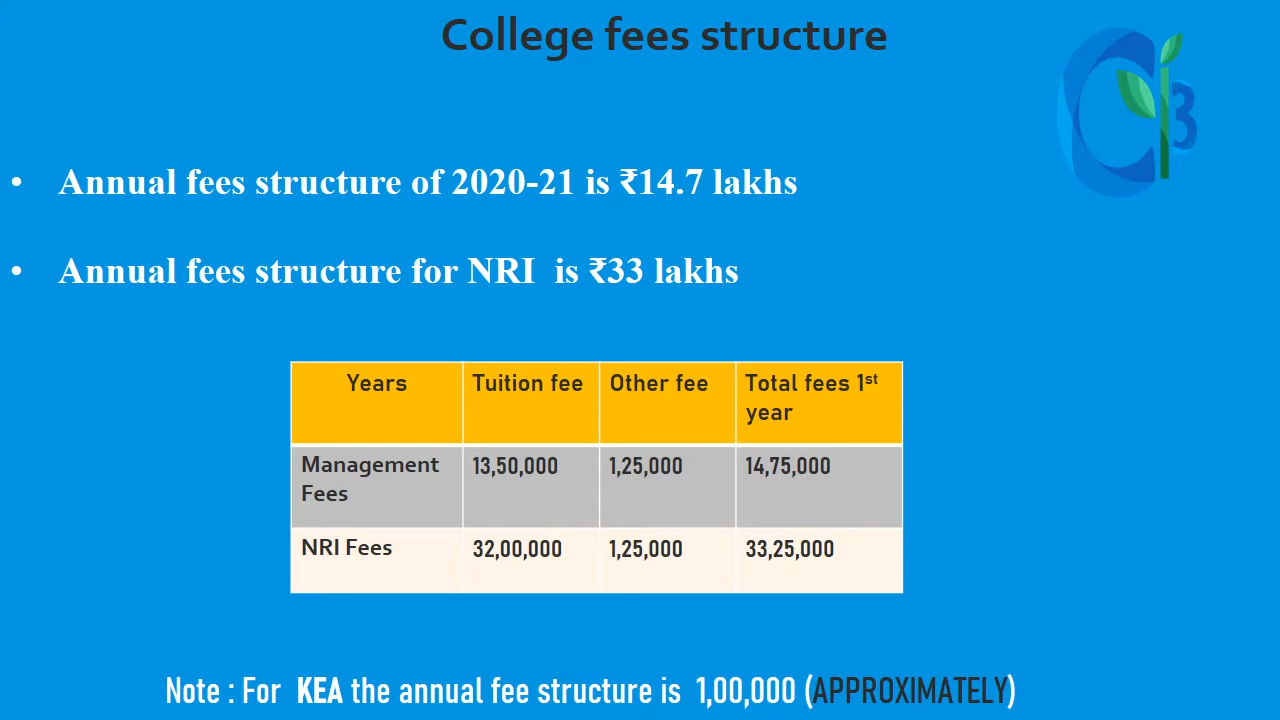 College fees structure
• Annual fees structure of 2020-21 is ₹14.7 lakhs
• Annual fees structure for NRI is ₹33 lakhs
Years Tuition fee Other fee Total fees 1st
year
Management 13,50,000 1,25,000 14,75,000
Fees
NRI Fees 32,00,000 1,25,000 33,25,000
Note : For KEA the annual fee structure is 1,00,000 (APPROXIMATELY)